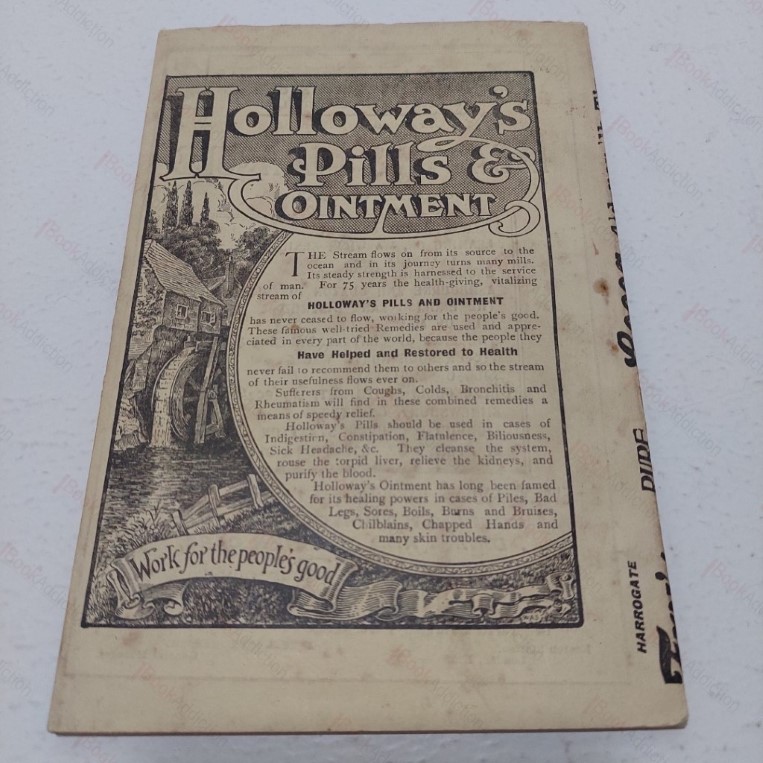 Holloway's
Pills &
OINTMENT
THE Stream flows on from its source to the
ocean and in its journey turns many mills.
Its steady strength is harnessed to the service
of man. For 75 years the health-giving, vitalizing
stream of
HOLLOWAY'S PILLS AND OINTMENT
has never ceased to flow, working for the people's good.
These famous well-tried Remedies are used and appre-
ciated in every part of the world, because the people they
Have Helped and Restored to Health
never fail to recommend them to others and so the stream
of their usefulness flows ever on.
Sufferers from Coughs, Colds, Bronchitis and
Rheumatism will find in these combined remedies a
means of speedy relief.
Holloway's Pills should be used in cases of
Indigestion, Constipation, Flatulence, Biliousness,
Sick Headache, &c. They cleanse the system,
rouse the torpid liver, relieve the kidneys, and
purify the blood.
Holloway's Ointment has long been famed
for its healing powers in cases of Piles, Bad
Legs, Sores, Boils, Burns and Bruises,
Chilblains, Chapped Hands and
many skin troubles.
Work for the people's good
HARROGATE
PURE
BookAddiction